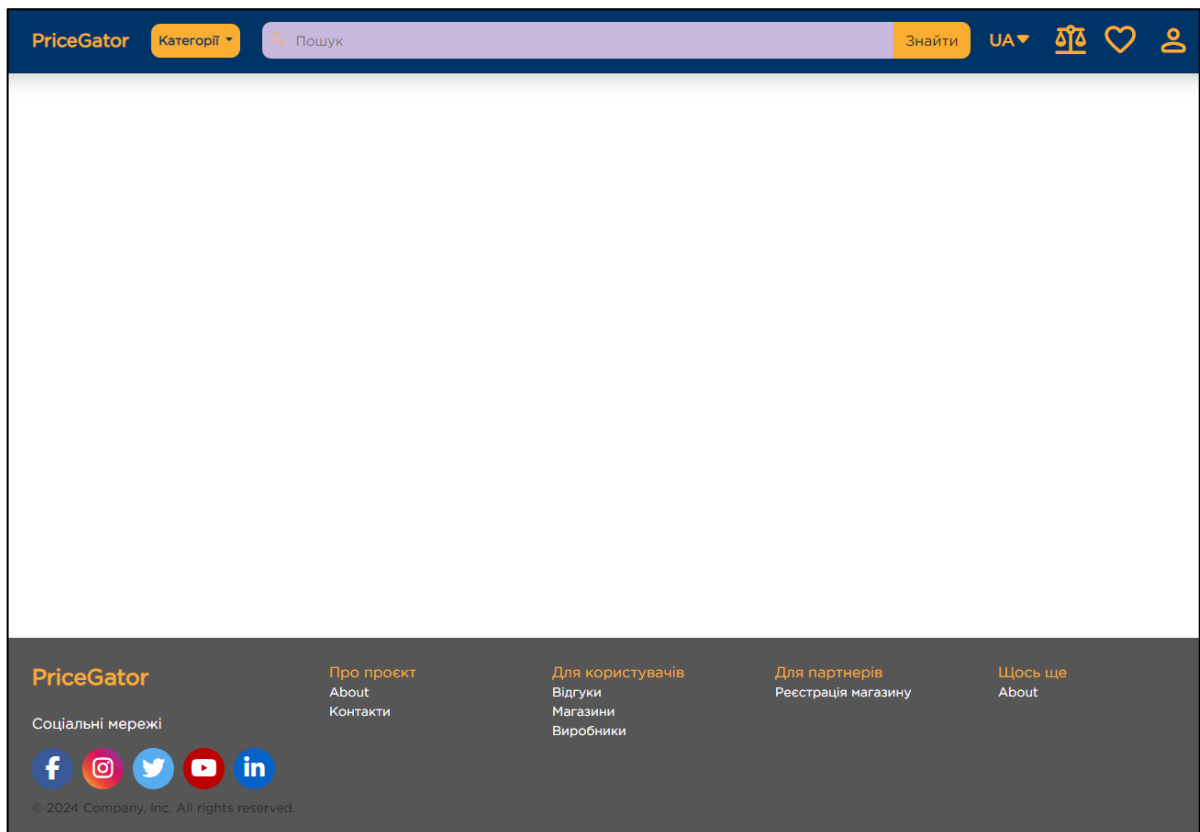 PriceGator
Категорії
Пошук
Знайти
UA
PriceGator
Соціальні мережі
© 2024 Company, Inc. All rights reserved.
Про проєкт
About
Контакти
Для користувачів
Відгуки
Магазини
Виробники
Для партнерів
Реєстрація магазину
Щось ще
About